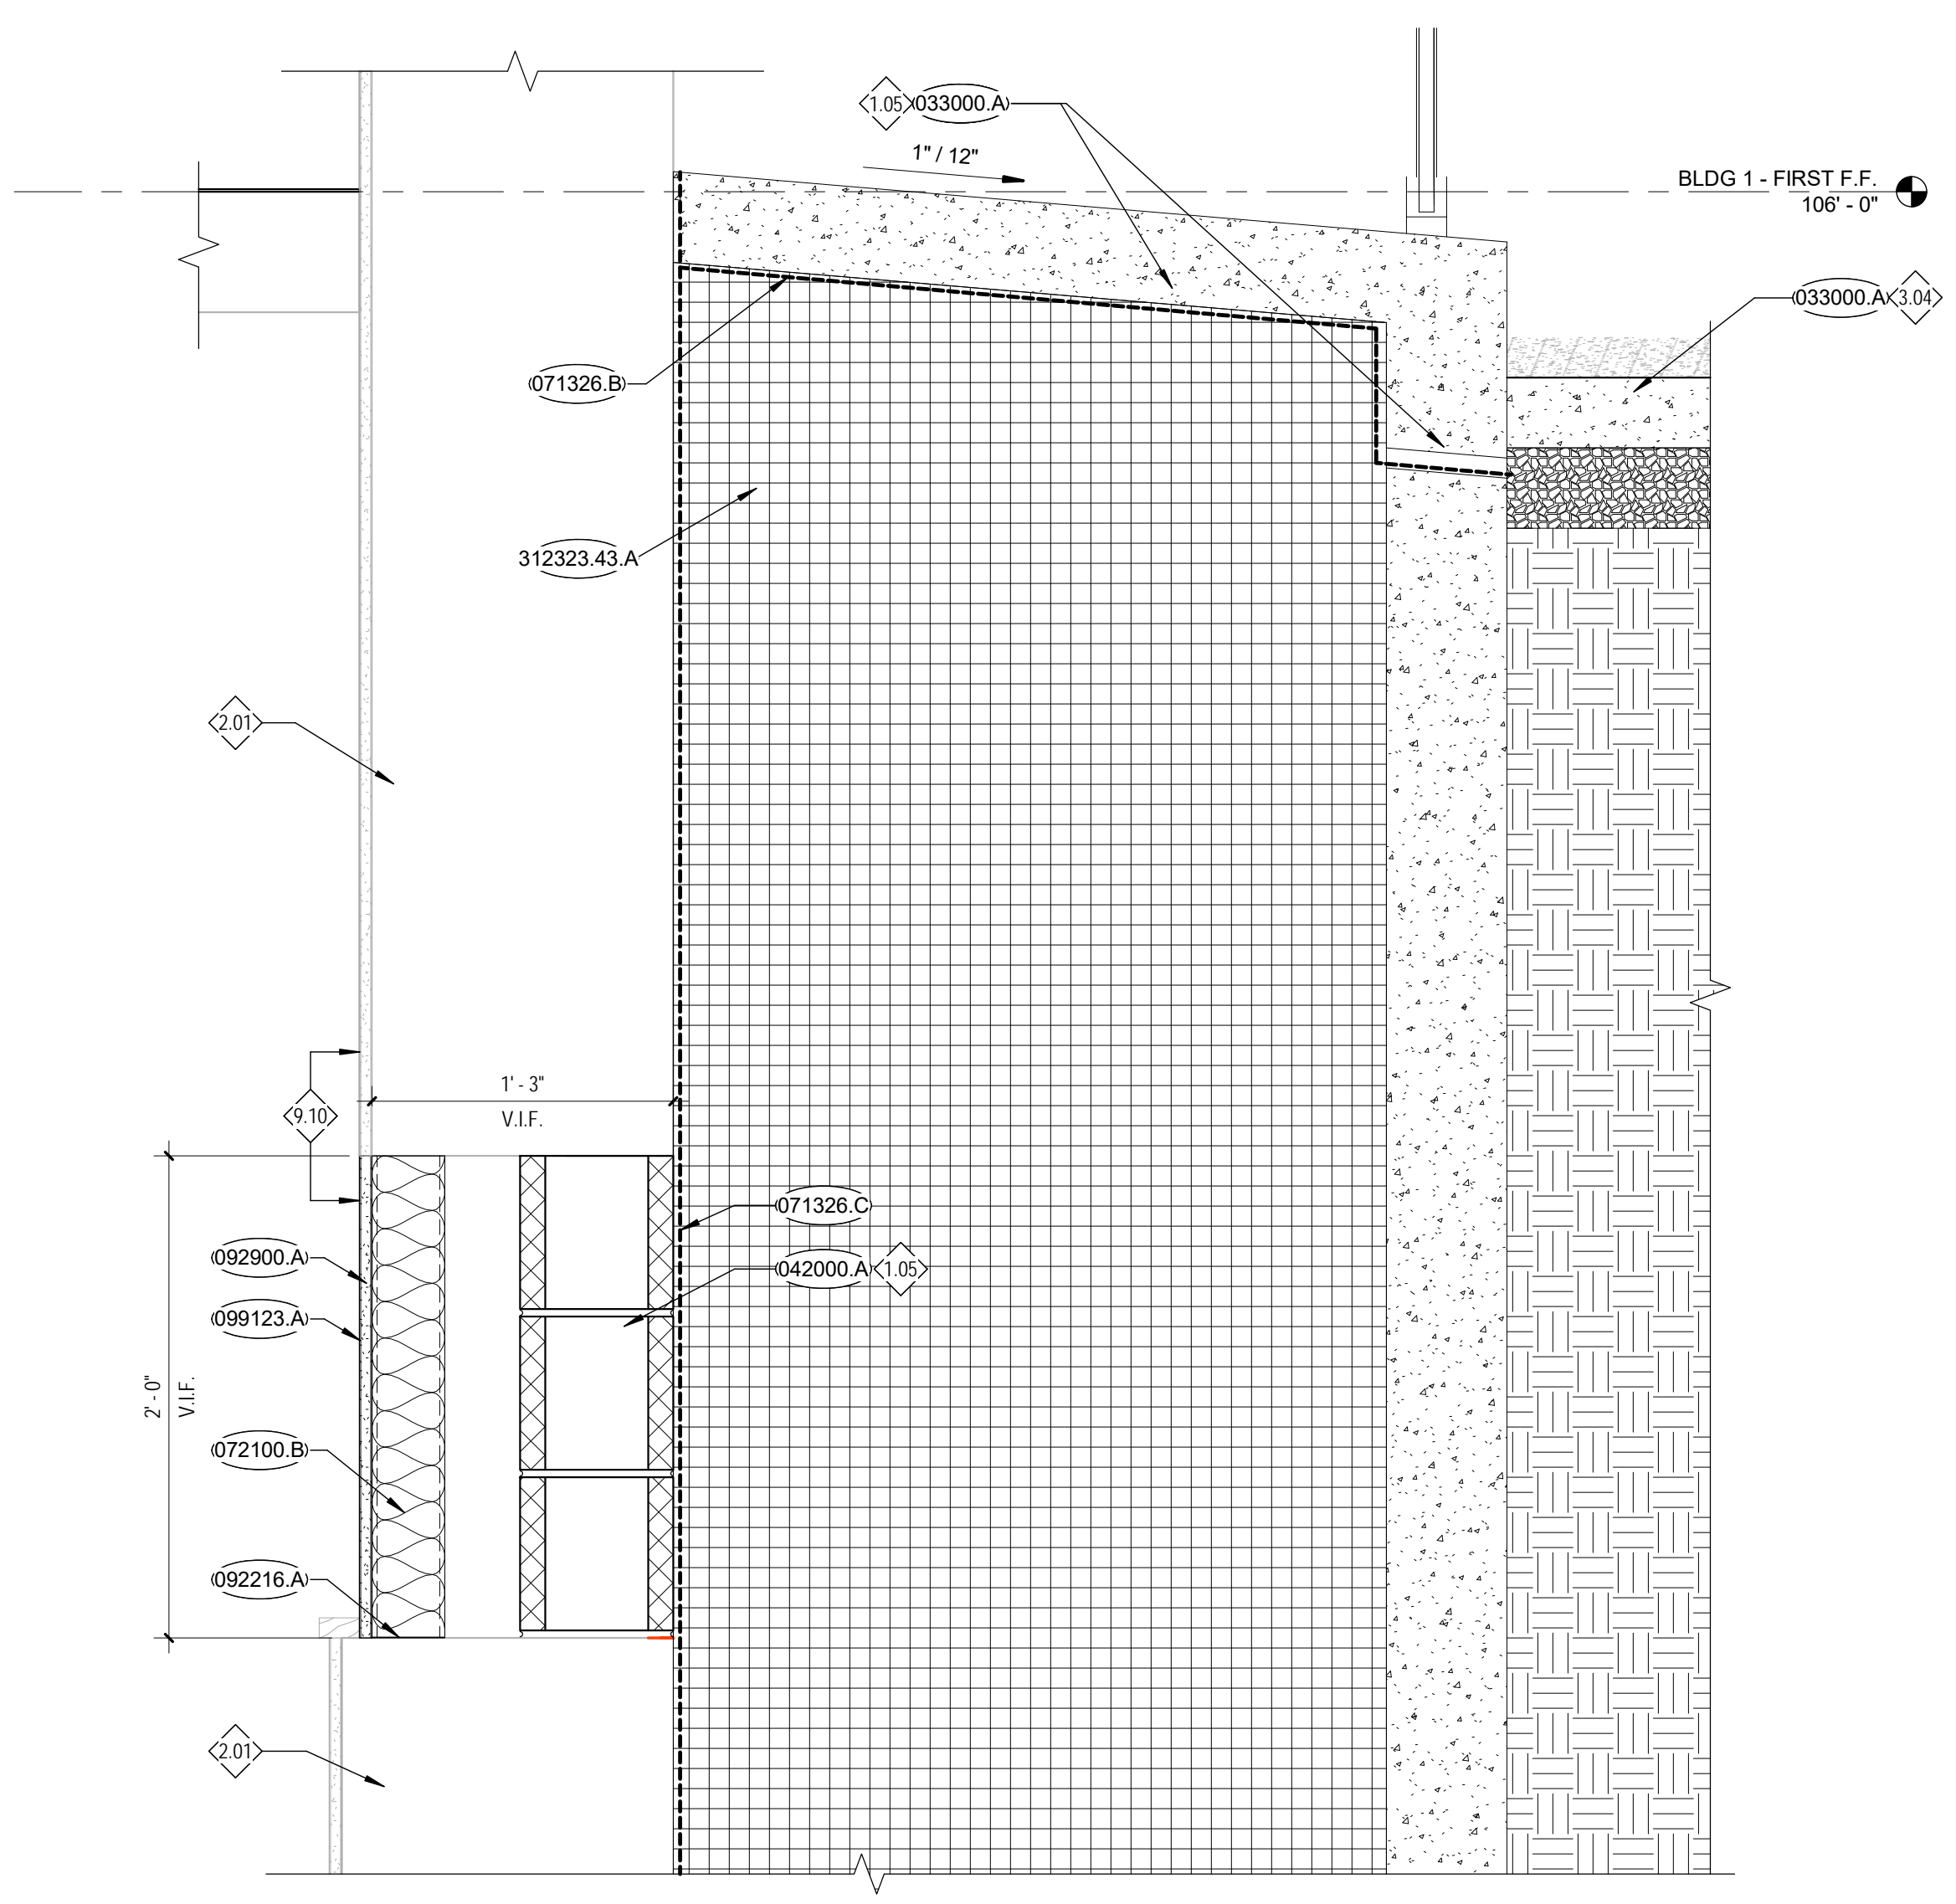 1.05 033000.A
1" / 12"
BLDG 1 - FIRST F.F.
106' - 0"
033000.A 3.04
071326.B
312323.43.A
2.01
1' - 3"
V.I.F.
9.10
071326.C
042000.A 1.05
092900.A
099123.A
2' - 0"
V.I.F.
072100.B
092216.A
2.01